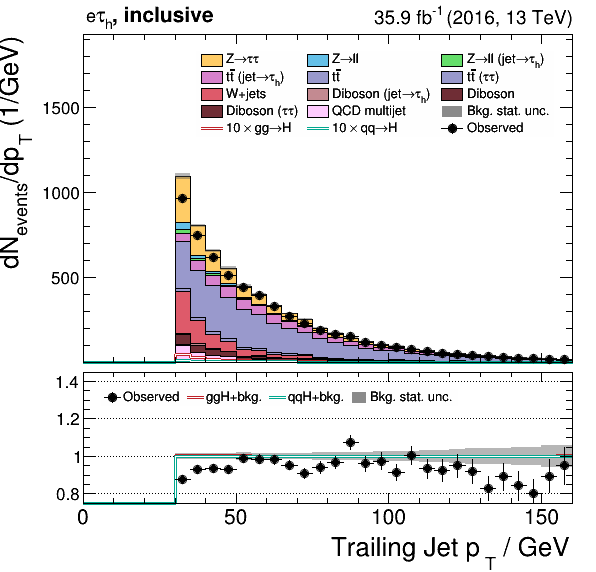 eτh, inclusive 35.9 fb-1 (2016, 13 TeV)
dNevents/dpT (1/GeV)
1500
1000
500
Z→ττ Z→ll Z→ll (jet→τh)
tt̄ (jet→τh) tt̄ tt̄ (ττ)
W+jets Diboson (jet→τh) Diboson
Diboson (ττ) QCD multijet Bkg. stat. unc.
10 × gg→H 10 × qq→H Observed
1.4
1.2
1
0.8
Observed ggH+bkg. qqH+bkg. Bkg. stat. unc.
0 50 100 150
Trailing Jet pT / GeV